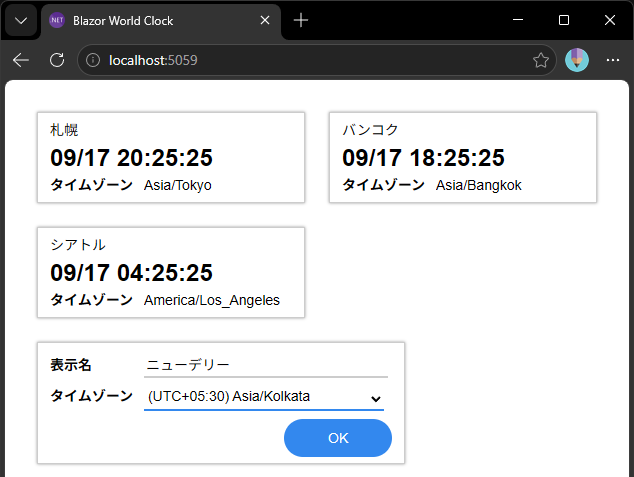 .NET Blazor World Clock
localhost:5059
札幌
09/17 20:25:25
タイムゾーン Asia/Tokyo
バンコク
09/17 18:25:25
タイムゾーン Asia/Bangkok
シアトル
09/17 04:25:25
タイムゾーン America/Los_Angeles
表示名 ニューデリー
タイムゾーン (UTC+05:30) Asia/Kolkata
OK